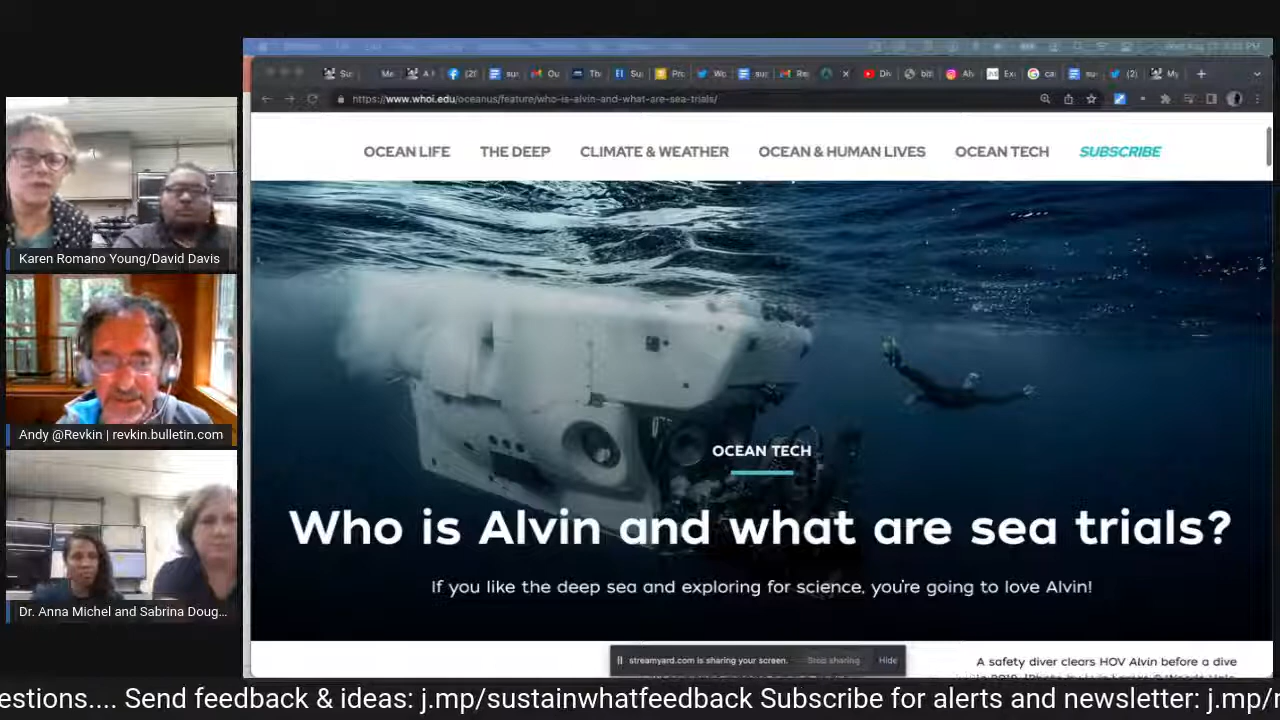 https://www.whoi.edu/oceanus/feature/who-is-alvin-and-what-are-sea-trials/
OCEAN LIFE THE DEEP CLIMATE & WEATHER OCEAN & HUMAN LIVES OCEAN TECH SUBSCRIBE
Karen Romano Young/David Davis
Andy @Revkin | revkin.bulletin.com
Dr. Anna Michel and Sabrina Doug...
OCEAN TECH
Who is Alvin and what are sea trials?
If you like the deep sea and exploring for science, you're going to love Alvin!
streamyard.com is sharing your screen. Stop sharing Hide
A safety diver clears HOV Alvin before a dive
estions.... Send feedback & ideas: j.mp/sustainwhatfeedback Subscribe for alerts and newsletter: j.mp/r